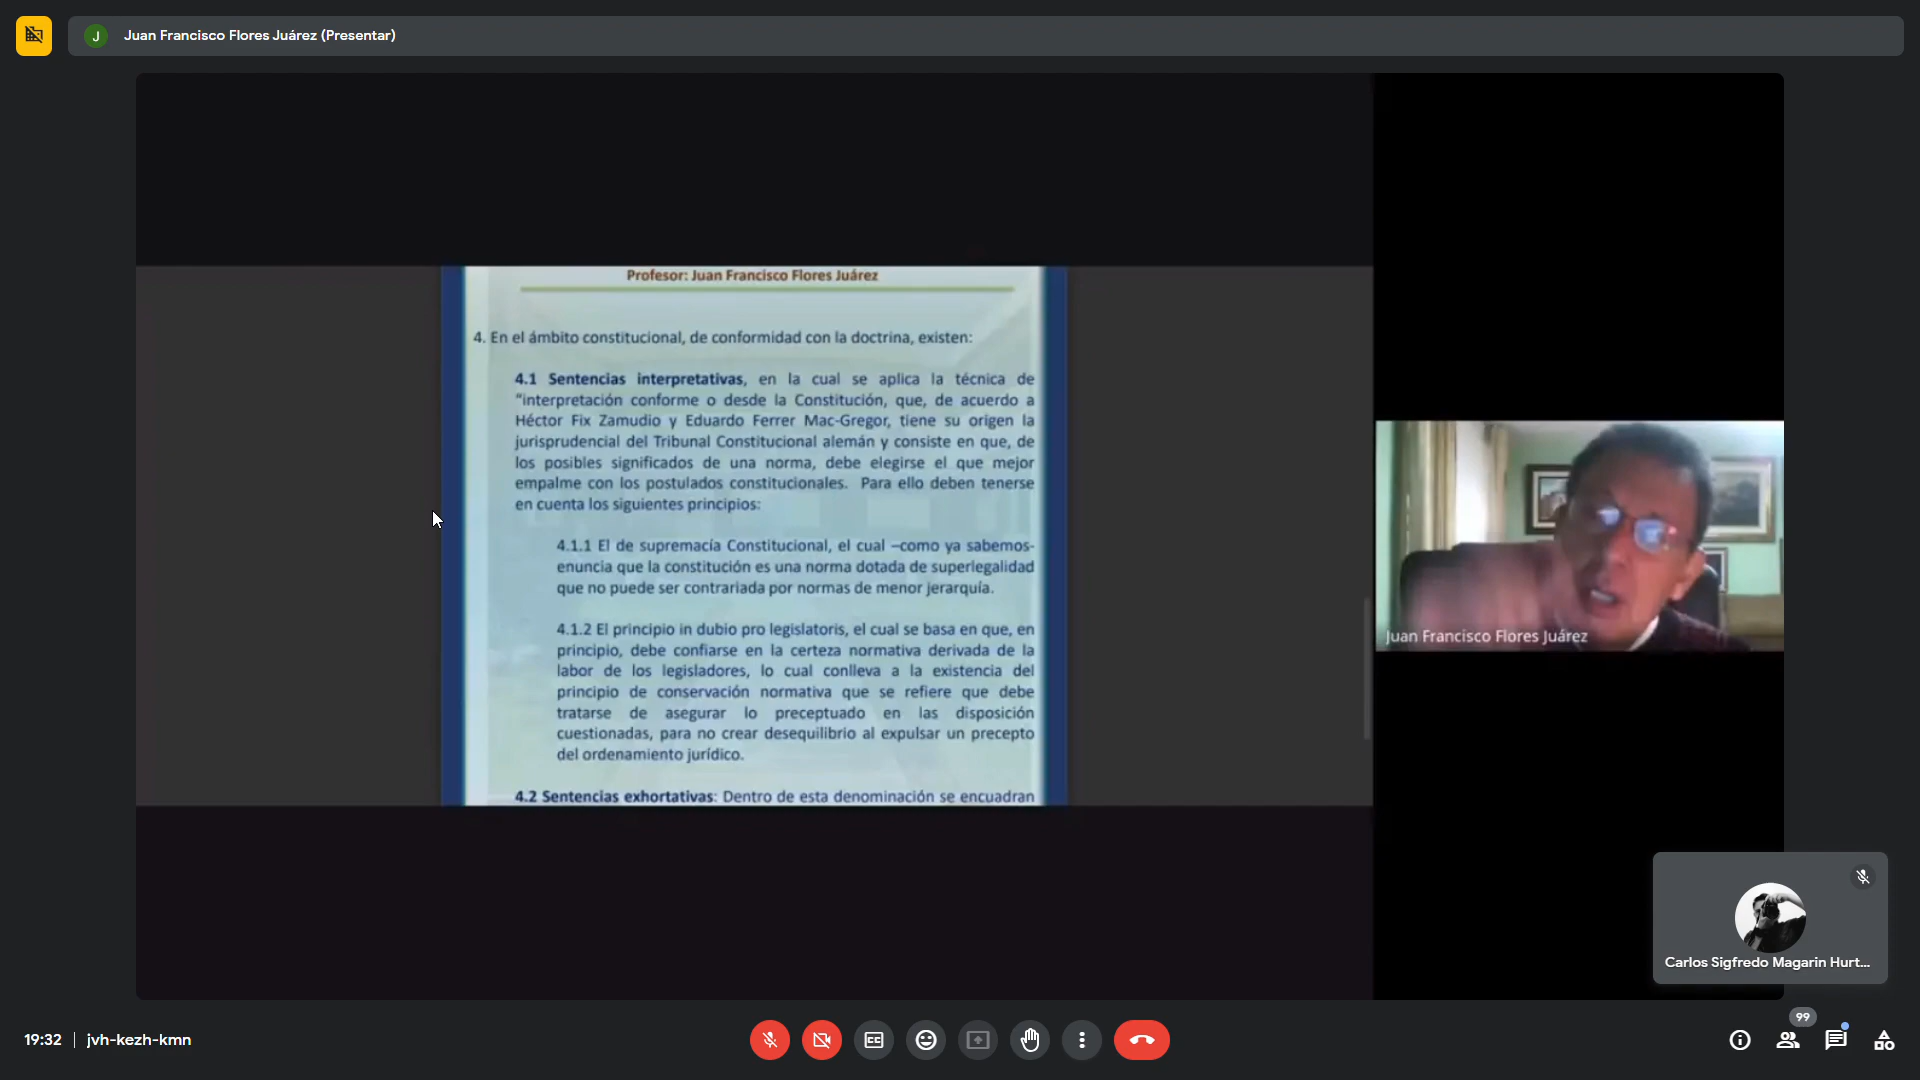 J Juan Francisco Flores Juárez (Presentar)
Profesor: Juan Francisco Flores Juárez
4. En el ámbito constitucional, de conformidad con la doctrina, existen:
4.1 Sentencias interpretativas, en la cual se aplica la técnica de
"interpretación conforme o desde la Constitución, que, de acuerdo a
Héctor Fix Zamudio y Eduardo Ferrer Mac-Gregor, tiene su origen la
jurisprudencial del Tribunal Constitucional alemán y consiste en que, de
los posibles significados de una norma, debe elegirse el que mejor
empalme con los postulados constitucionales. Para ello deben tenerse
en cuenta los siguientes principios:
4.1.1 El de supremacía Constitucional, el cual –como ya sabemos-
enuncia que la constitución es una norma dotada de superlegalidad
que no puede ser contrariada por normas de menor jerarquía.
4.1.2 El principio in dubio pro legislatoris, el cual se basa en que, en
principio, debe confiarse en la certeza normativa derivada de la
labor de los legisladores, lo cual conlleva a la existencia del
principio de conservación normativa que se refiere que debe
tratarse de asegurar lo preceptuado en las disposición
cuestionadas, para no crear desequilibrio al expulsar un precepto
del ordenamiento jurídico.
4.2 Sentencias exhortativas: Dentro de esta denominación se encuadran
Juan Francisco Flores Juárez
Carlos Sigfredo Magarin Hurt...
19:32 | jvh-kezh-kmn
CC
99